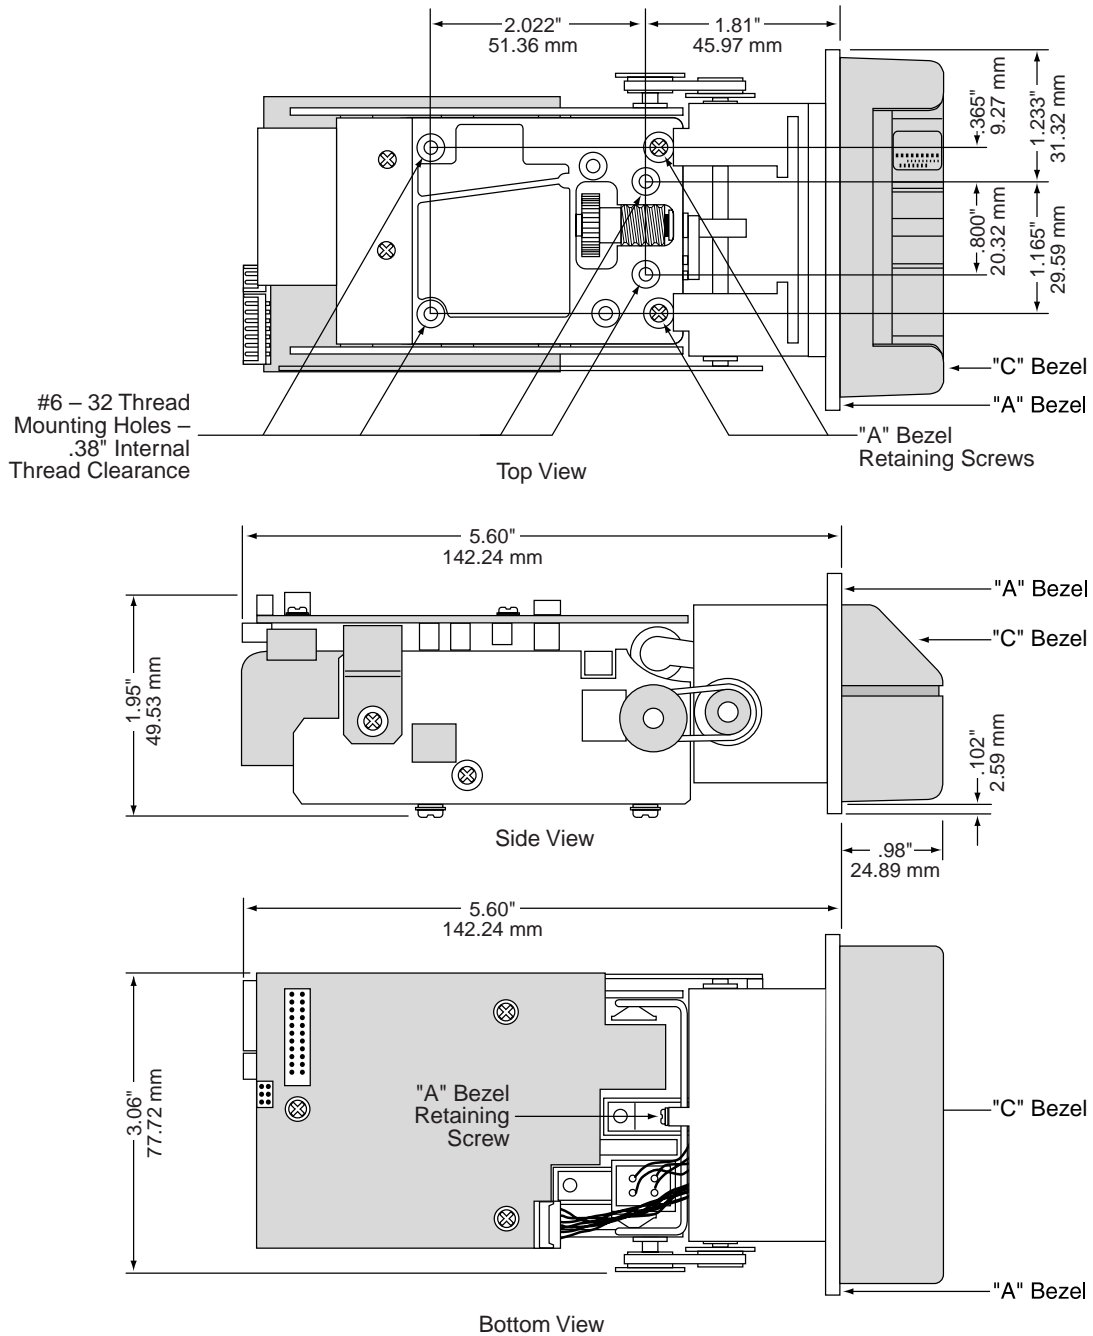 2.022"
51.36 mm
1.81"
45.97 mm
.365"
9.27 mm
1.233"
31.32 mm
.800"
20.32 mm
1.165"
29.59 mm
"C" Bezel
"A" Bezel
#6 – 32 Thread
Mounting Holes –
.38" Internal
Thread Clearance
"A" Bezel
Retaining Screws
Top View
5.60"
142.24 mm
"A" Bezel
"C" Bezel
1.95"
49.53 mm
.102"
2.59 mm
Side View
.98"
24.89 mm
5.60"
142.24 mm
3.06"
77.72 mm
"A" Bezel
Retaining
Screw
"C" Bezel
"A" Bezel
Bottom View